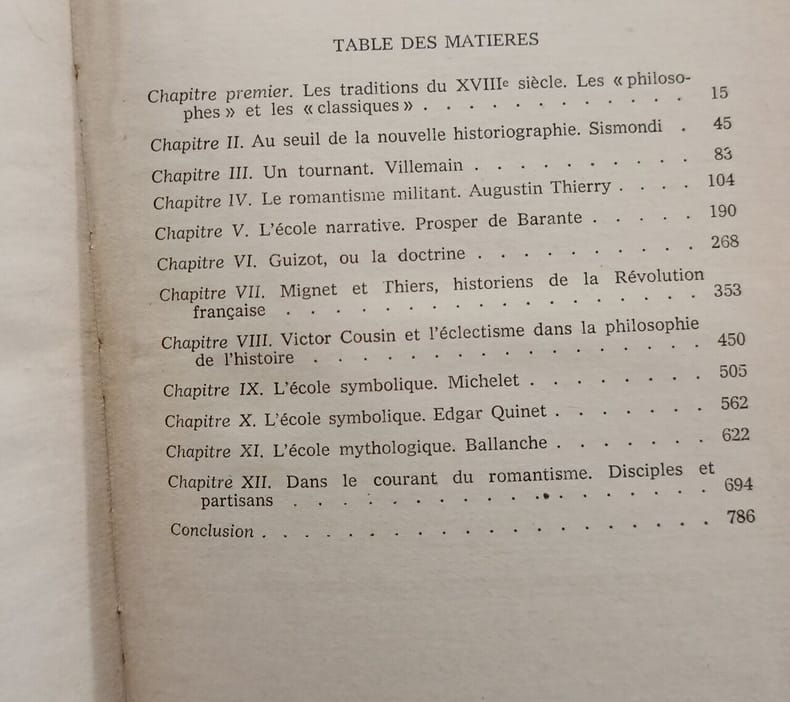 TABLE DES MATIERES
Chapitre premier. Les traditions du XVIIIe siècle. Les « philoso-
phes » et les « classiques » . . . . . . . . . . . . 15
Chapitre II. Au seuil de la nouvelle historiographie. Sismondi . 45
Chapitre III. Un tournant. Villemain . . . . . . . . . . 83
Chapitre IV. Le romantisme militant. Augustin Thierry . . . . 104
Chapitre V. L'école narrative. Prosper de Barante . . . . . 190
Chapitre VI. Guizot, ou la doctrine . . . . . . . . . . 268
Chapitre VII. Mignet et Thiers, historiens de la Révolution
française . . . . . . . . . . . . . . . . . . 353
Chapitre VIII. Victor Cousin et l'éclectisme dans la philosophie
de l'histoire . . . . . . . . . . . . . . . . . 450
Chapitre IX. L'école symbolique. Michelet . . . . . . . . 505
Chapitre X. L'école symbolique. Edgar Quinet . . . . . . . 562
Chapitre XI. L'école mythologique. Ballanche . . . . . . . 622
Chapitre XII. Dans le courant du romantisme. Disciples et
partisans . . . . . . . . . . . . . . . . . . 694
Conclusion . . . . . . . . . . . . . . . . . . . 786